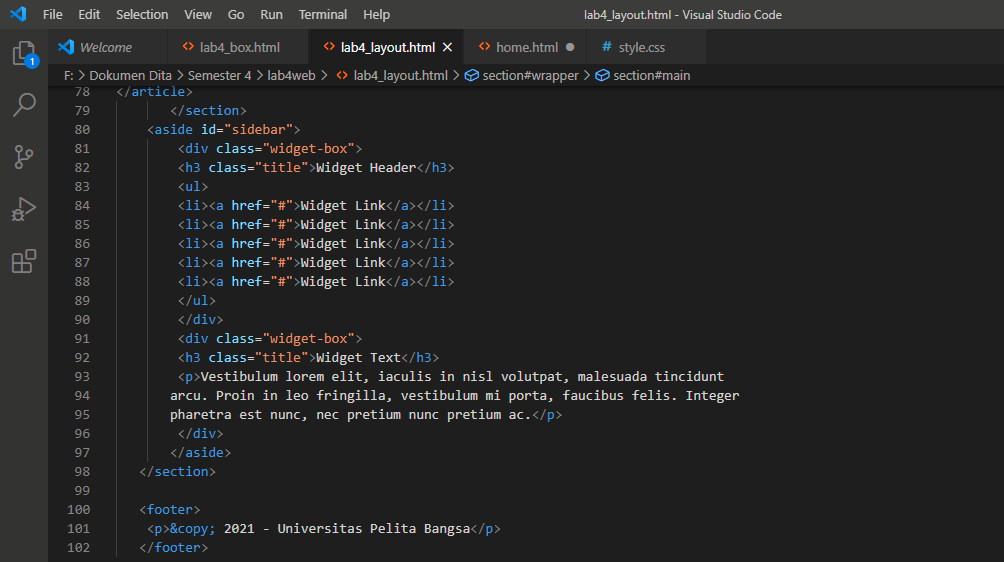 File Edit Selection View Go Run Terminal Help lab4_layout.html - Visual Studio Code
Welcome <> lab4_box.html <> lab4_layout.html × <> home.html ● # style.css
1
F: > Dokumen Dita > Semester 4 > lab4web > <> lab4_layout.html > section#wrapper > section#main
78 </article>
79 </section>
80 <aside id="sidebar">
81 <div class="widget-box">
82 <h3 class="title">Widget Header</h3>
83 <ul>
84 <li><a href="#">Widget Link</a></li>
85 <li><a href="#">Widget Link</a></li>
86 <li><a href="#">Widget Link</a></li>
87 <li><a href="#">Widget Link</a></li>
88 <li><a href="#">Widget Link</a></li>
89 </ul>
90 </div>
91 <div class="widget-box">
92 <h3 class="title">Widget Text</h3>
93 <p>Vestibulum lorem elit, iaculis in nisl volutpat, malesuada tincidunt
94 arcu. Proin in leo fringilla, vestibulum mi porta, faucibus felis. Integer
95 pharetra est nunc, nec pretium nunc pretium ac.</p>
96 </div>
97 </aside>
98 </section>
99
100 <footer>
101 <p>&copy; 2021 - Universitas Pelita Bangsa</p>
102 </footer>